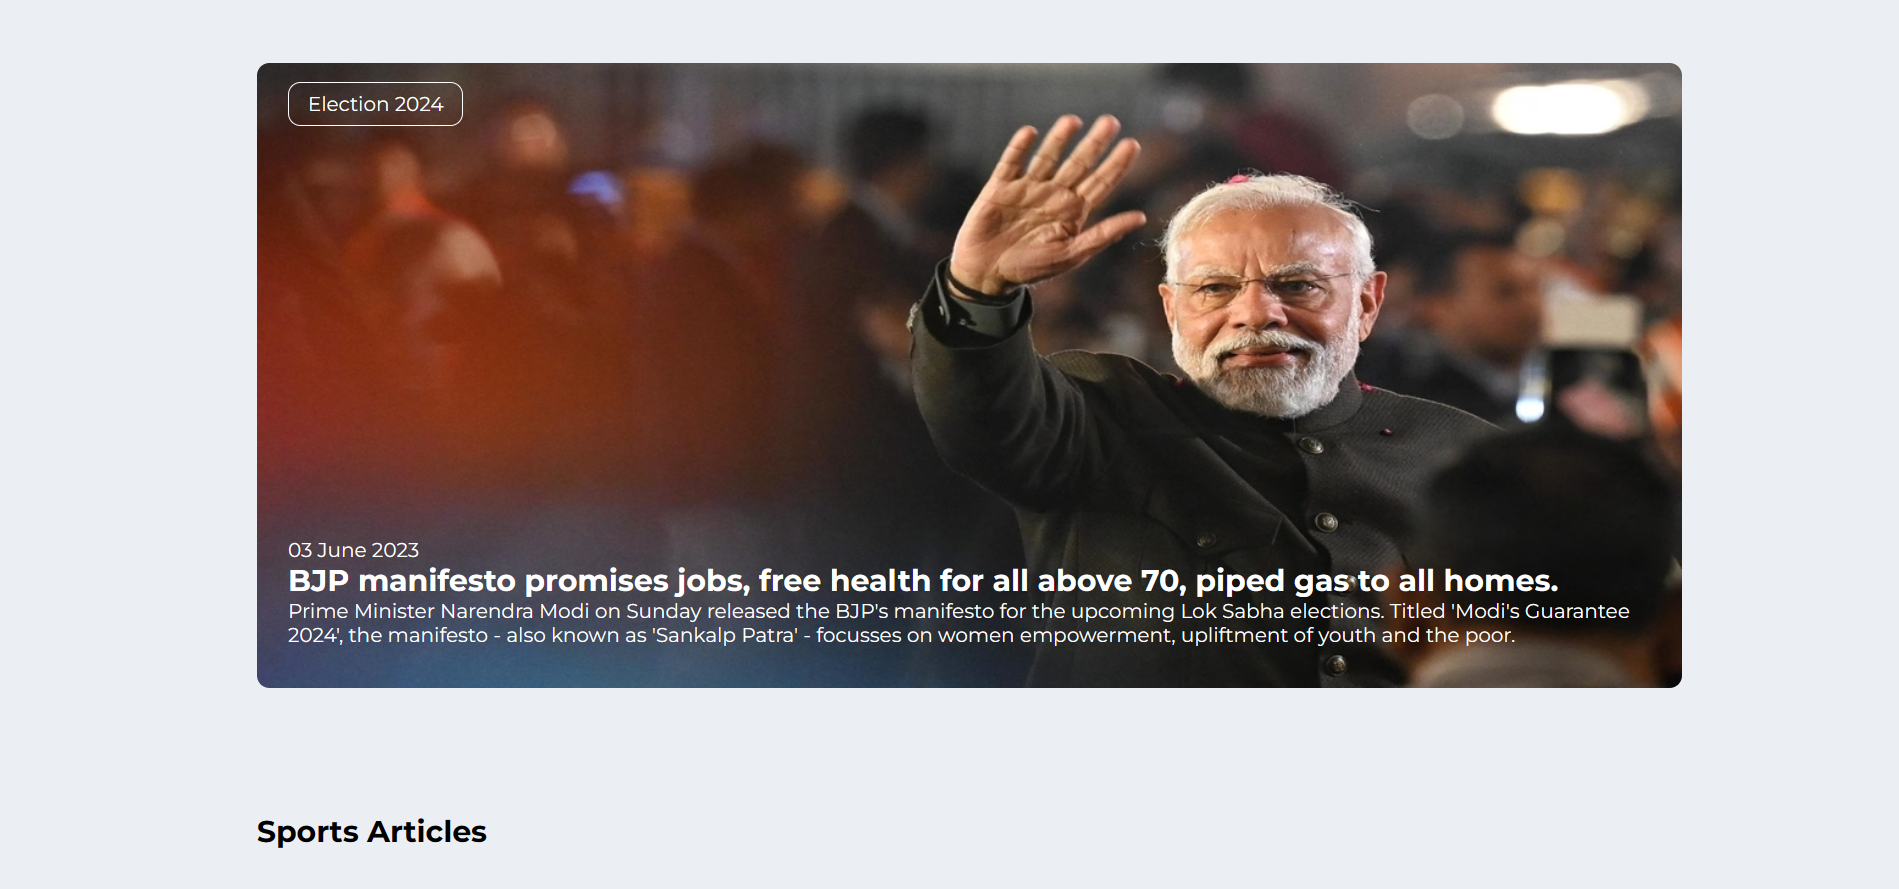 Election 2024
03 June 2023
BJP manifesto promises jobs, free health for all above 70, piped gas to all homes.
Prime Minister Narendra Modi on Sunday released the BJP's manifesto for the upcoming Lok Sabha elections. Titled 'Modi's Guarantee
2024', the manifesto - also known as 'Sankalp Patra' - focusses on women empowerment, upliftment of youth and the poor.
Sports Articles